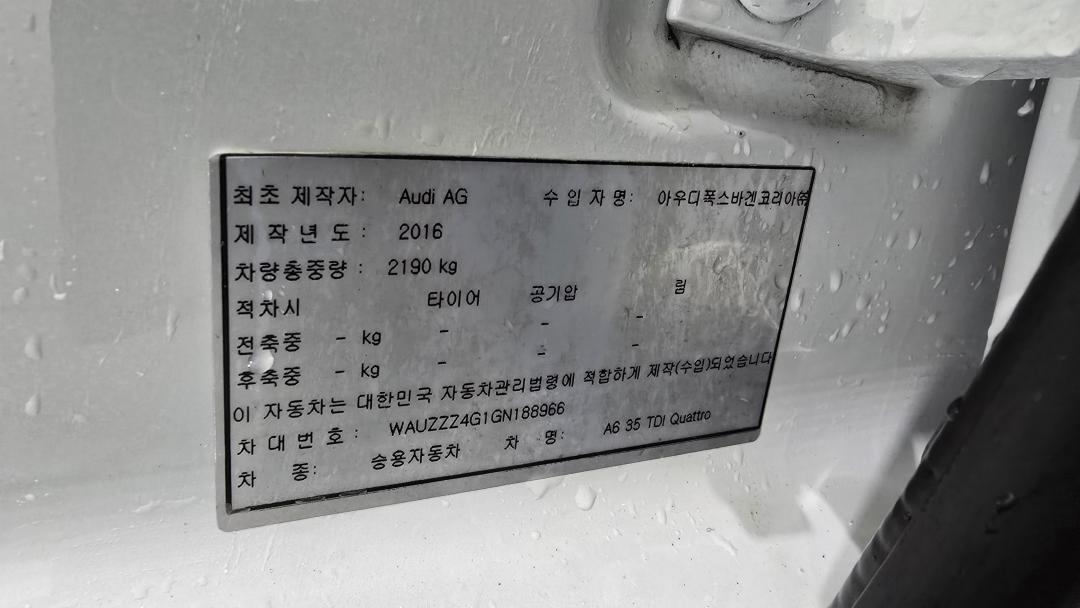 최초 제작자: Audi AG 수 입 자 명: 아우디폭스바겐코리아㈜
제 작 년 도 : 2016
차량총중량 : 2190 kg
적차시 타이어 공기압 림
전축중 - kg - - -
후축중 - kg - - -
이 자동차는 대한민국 자동차관리법령에 적합하게 제작(수입)되었습니다
차 대 번 호 : WAUZZZ4G1GN188966
차 종: 승용자동차 차 명: A6 35 TDI Quattro